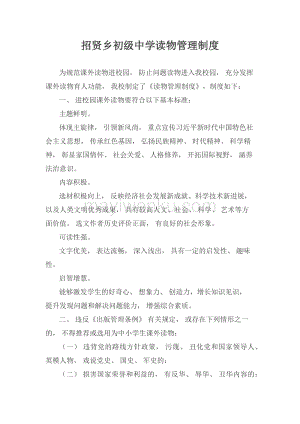 招贤乡初级中学读物管理制度
为规范课外读物进校园， 防止问题读物进入我校园， 充分发挥
课外读物育人功能， 我校制定了《读物管理制度》，制度如下：
一、 进校园课外读物要符合以下基本标准：
主题鲜明。
体现主旋律， 引领新风尚， 重点宣传习近平新时代中国特色社
会主义思想， 传承红色基因， 弘扬民族精神， 时代精神， 科学精
神， 彰显家国情怀、 社会关爱、 人格修养， 开拓国际视野， 涵养
法治意识。
内容积极。
选材积极向上， 反映经济社会发展新成就、科学技术新进展，
以及人类文明优秀成果， 具有较高人文、社会、科学、 艺术等方
面价值， 选文作者历史评价正面， 有良好的社会形象。
可读性强。
文字优美， 表达流畅， 深入浅出， 具有一定的启发性、 趣味
性。
启智增慧。
能够激发学生的好奇心、 想象力、 创造力， 增长知识见识，
提升发现问题和解决问题能力， 增强综合素质。
二、 违反《出版管理条例》 有关规定， 或存在下列情形之一
的， 不得推荐或选用为中小学生课外读物：
（一） 违背党的路线方针政策， 污蔑、 丑化党和国家领导人、
英模人物， 戏说党史、 国史、 军史的；
（二） 损害国家荣誉和利益的， 有反华、 辱华、 丑华内容的；